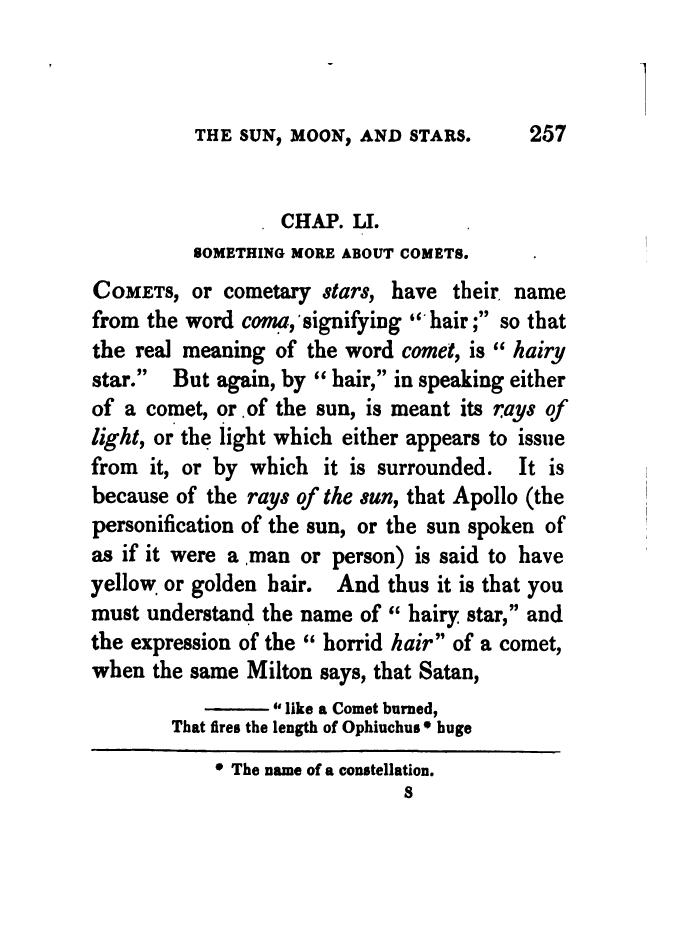 THE SUN, MOON, AND STARS. 257
CHAP. LI.
SOMETHING MORE ABOUT COMETS.
COMETS, or cometary stars, have their name
from the word coma, signifying “ hair ;” so that
the real meaning of the word comet, is “ hairy
star.” But again, by “ hair,” in speaking either
of a comet, or of the sun, is meant its rays of
light, or the light which either appears to issue
from it, or by which it is surrounded. It is
because of the rays of the sun, that Apollo (the
personification of the sun, or the sun spoken of
as if it were a man or person) is said to have
yellow or golden hair. And thus it is that you
must understand the name of “ hairy star,” and
the expression of the “ horrid hair” of a comet,
when the same Milton says, that Satan,
——— “ like a Comet burned,
That fires the length of Ophiuchus * huge
* The name of a constellation.
S